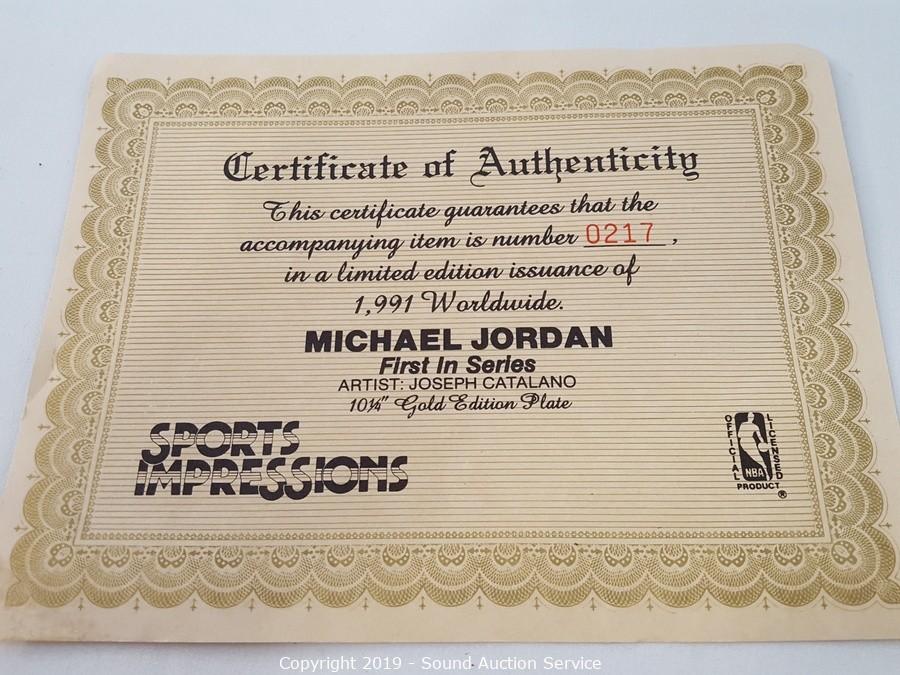 Certificate of Authenticity
This certificate guarantees that the
accompanying item is number 0217,
in a limited edition issuance of
1,991 Worldwide.
MICHAEL JORDAN
First In Series
ARTIST: JOSEPH CATALANO
10¼" Gold Edition Plate
SPORTS
IMPRESSIONS
OFFICIAL
LICENSED
NBA
PRODUCT
®
Copyright 2019 - Sound Auction Service